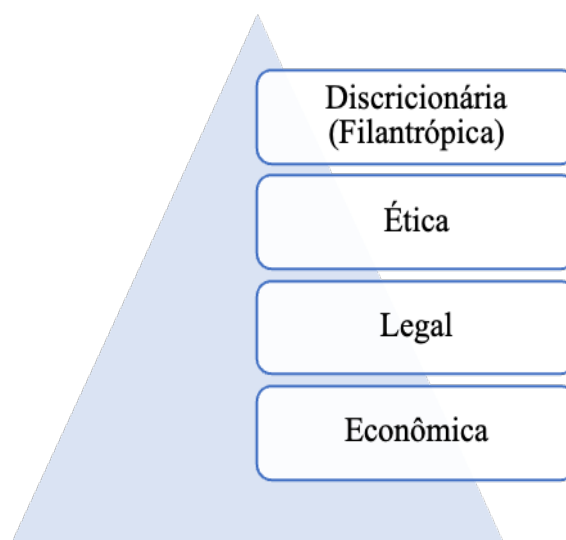 Discricionária
(Filantrópica)
Ética
Legal
Econômica